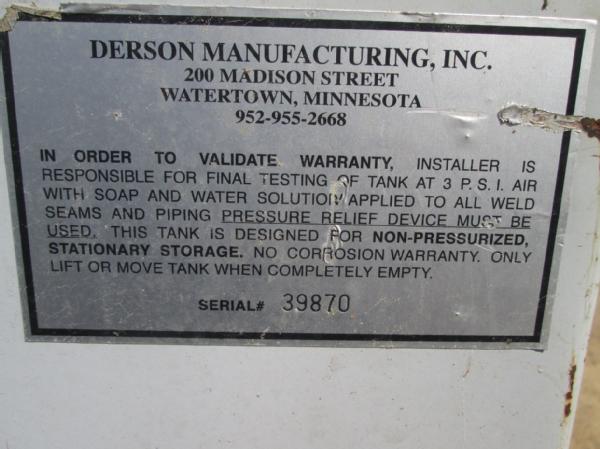 DERSON MANUFACTURING, INC.
200 MADISON STREET
WATERTOWN, MINNESOTA
952-955-2668
IN ORDER TO VALIDATE WARRANTY, INSTALLER IS
RESPONSIBLE FOR FINAL TESTING OF TANK AT 3 P.S.I. AIR
WITH SOAP AND WATER SOLUTION APPLIED TO ALL WELD
SEAMS AND PIPING PRESSURE RELIEF DEVICE MUST BE
USED. THIS TANK IS DESIGNED FOR NON-PRESSURIZED,
STATIONARY STORAGE. NO CORROSION WARRANTY. ONLY
LIFT OR MOVE TANK WHEN COMPLETELY EMPTY.
SERIAL# 39870